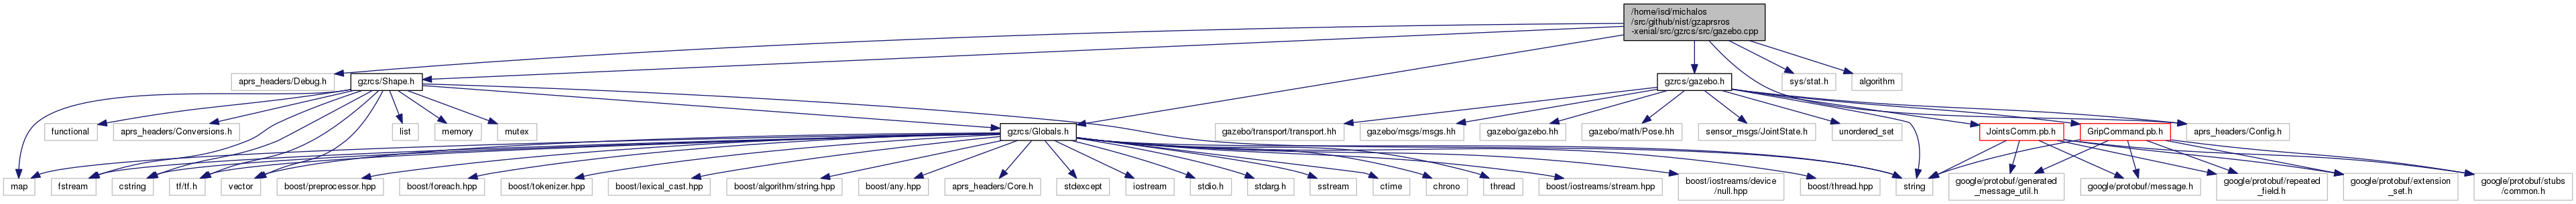 /home/isd/michalos
/src/github/nist/gzaprsros
-xenial/src/gzrcs/src/gazebo.cpp
aprs_headers/Debug.h
gzrcs/Shape.h
gzrcs/gazebo.h
sys/stat.h
algorithm
functional
aprs_headers/Conversions.h
list
memory
mutex
gzrcs/Globals.h
gazebo/transport/transport.hh
gazebo/msgs/msgs.hh
gazebo/gazebo.hh
gazebo/math/Pose.hh
sensor_msgs/JointState.h
unordered_set
JointsComm.pb.h
GripCommand.pb.h
aprs_headers/Config.h
map
fstream
cstring
tf/tf.h
vector
boost/preprocessor.hpp
boost/foreach.hpp
boost/tokenizer.hpp
boost/lexical_cast.hpp
boost/algorithm/string.hpp
boost/any.hpp
aprs_headers/Core.h
stdexcept
iostream
stdio.h
stdarg.h
sstream
ctime
chrono
thread
boost/iostreams/stream.hpp
boost/iostreams/device
/null.hpp
boost/thread.hpp
string
google/protobuf/generated
_message_util.h
google/protobuf/message.h
google/protobuf/repeated
_field.h
google/protobuf/extension
_set.h
google/protobuf/stubs
/common.h